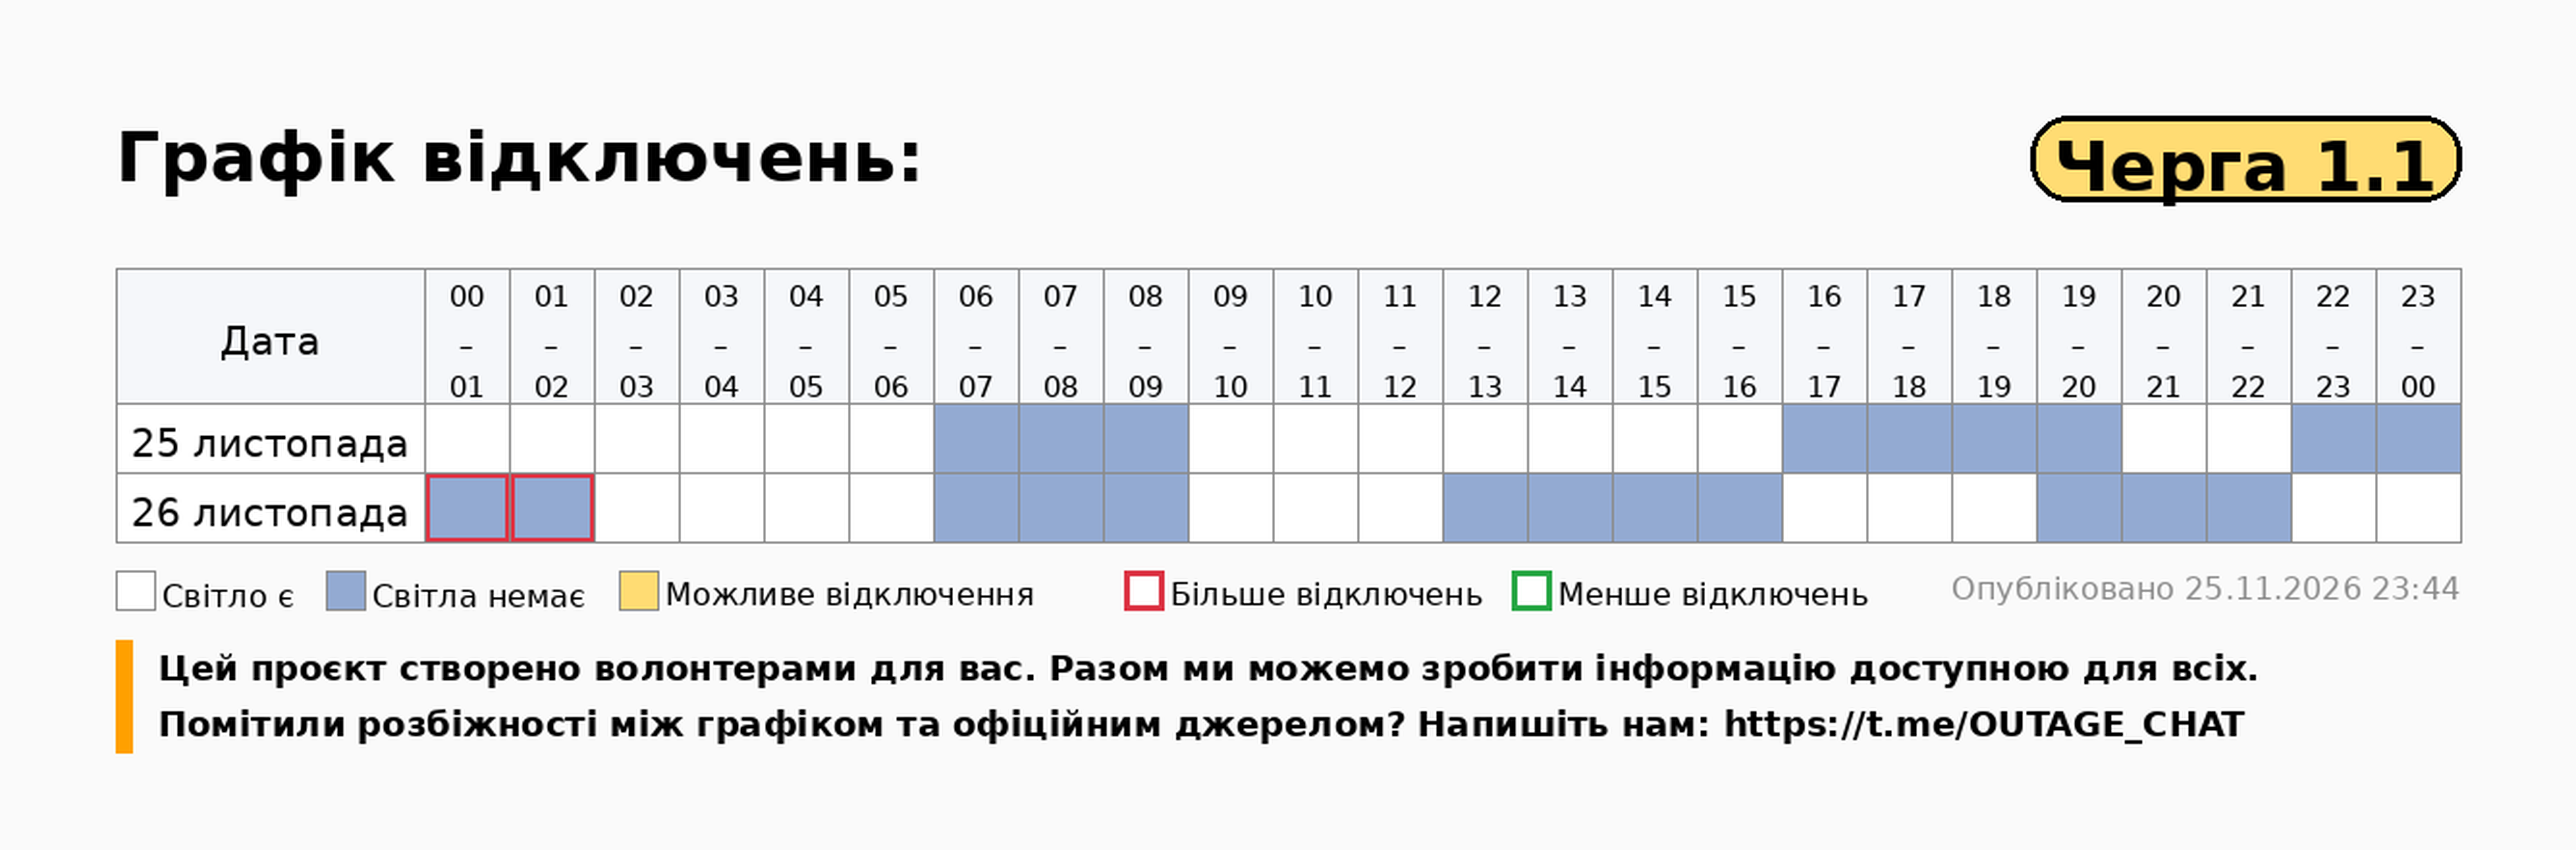 Графік відключень:
Черга 1.1
Дата 00 – 01 01 – 02 02 – 03 03 – 04 04 – 05 05 – 06 06 – 07 07 – 08 08 – 09 09 – 10 10 – 11 11 – 12 12 – 13 13 – 14 14 – 15 15 – 16 16 – 17 17 – 18 18 – 19 19 – 20 20 – 21 21 – 22 22 – 23 23 – 00
25 листопада
26 листопада
Світло є Світла немає Можливе відключення Більше відключень Менше відключень Опубліковано 25.11.2026 23:44
Цей проєкт створено волонтерами для вас. Разом ми можемо зробити інформацію доступною для всіх.
Помітили розбіжності між графіком та офіційним джерелом? Напишіть нам: https://t.me/OUTAGE_CHAT